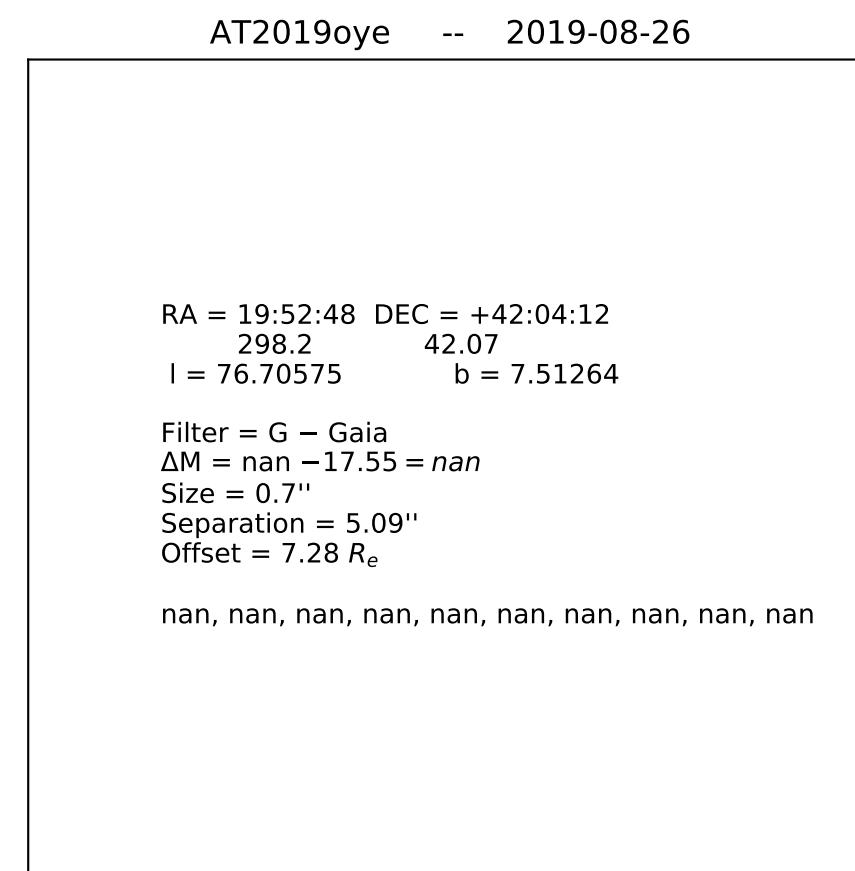 AT2019oye -- 2019-08-26
RA = 19:52:48 DEC = +42:04:12
298.2 42.07
l = 76.70575 b = 7.51264
Filter = G − Gaia
ΔM = nan −17.55 = nan
Size = 0.7''
Separation = 5.09''
Offset = 7.28 Rₑ
nan, nan, nan, nan, nan, nan, nan, nan, nan, nan